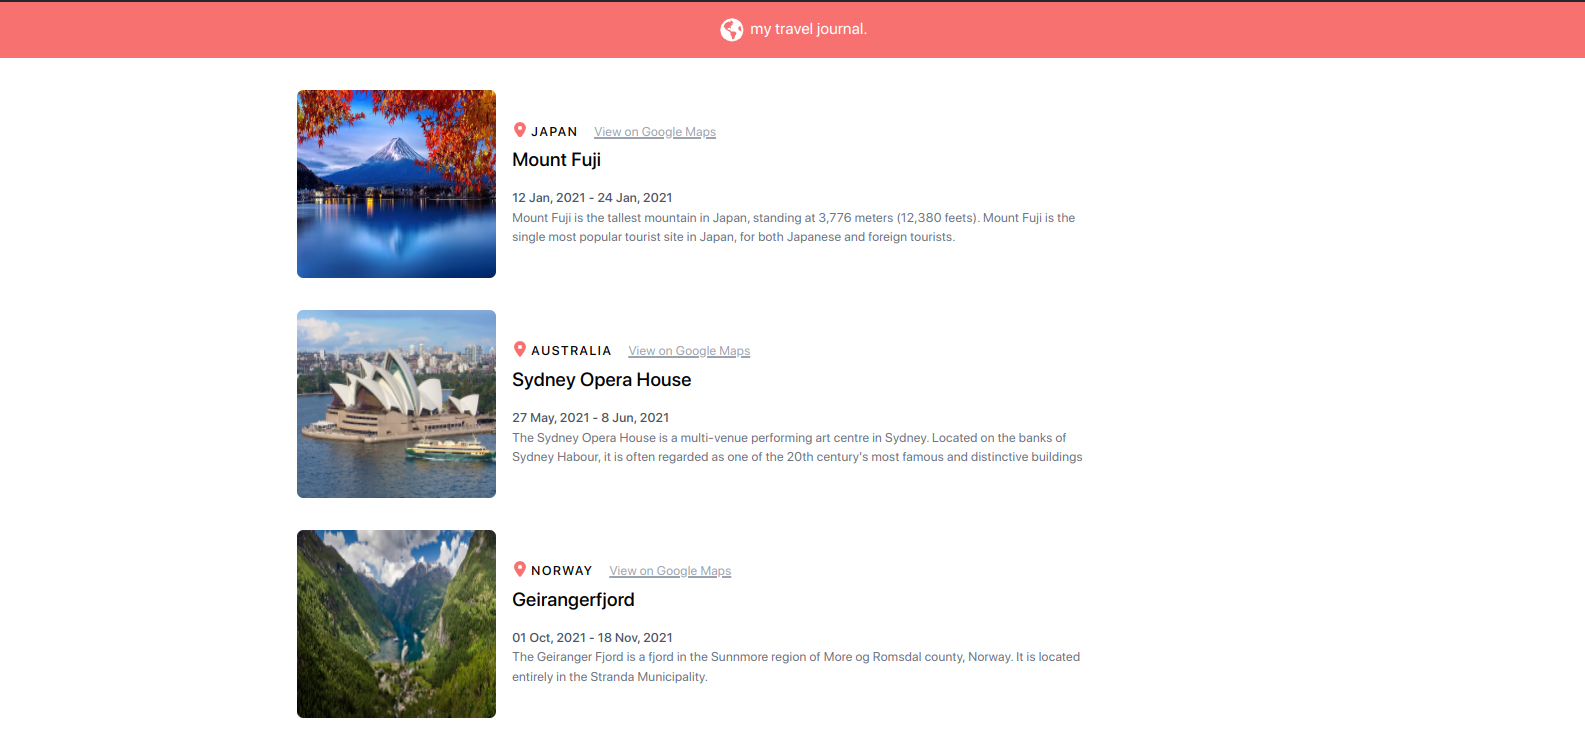 my travel journal.
JAPAN View on Google Maps
Mount Fuji
12 Jan, 2021 - 24 Jan, 2021
Mount Fuji is the tallest mountain in Japan, standing at 3,776 meters (12,380 feets). Mount Fuji is the
single most popular tourist site in Japan, for both Japanese and foreign tourists.
AUSTRALIA View on Google Maps
Sydney Opera House
27 May, 2021 - 8 Jun, 2021
The Sydney Opera House is a multi-venue performing art centre in Sydney. Located on the banks of
Sydney Habour, it is often regarded as one of the 20th century's most famous and distinctive buildings
NORWAY View on Google Maps
Geirangerfjord
01 Oct, 2021 - 18 Nov, 2021
The Geiranger Fjord is a fjord in the Sunnmore region of More og Romsdal county, Norway. It is located
entirely in the Stranda Municipality.